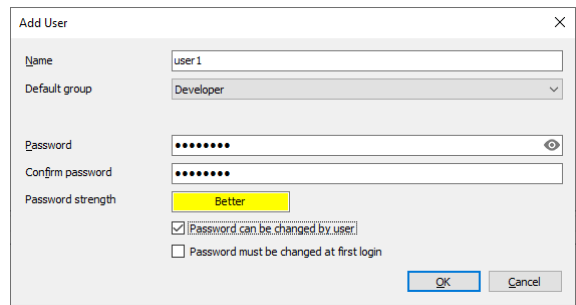 Add User
Name user1
Default group Developer
Password ••••••••
Confirm password ••••••••
Password strength Better
Password can be changed by user
Password must be changed at first login
OK Cancel